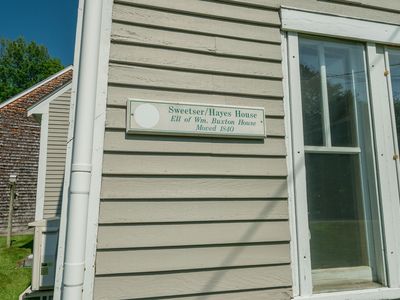 Sweetser/Hayes House
Ell of Wm. Buxton House
Moved 1840